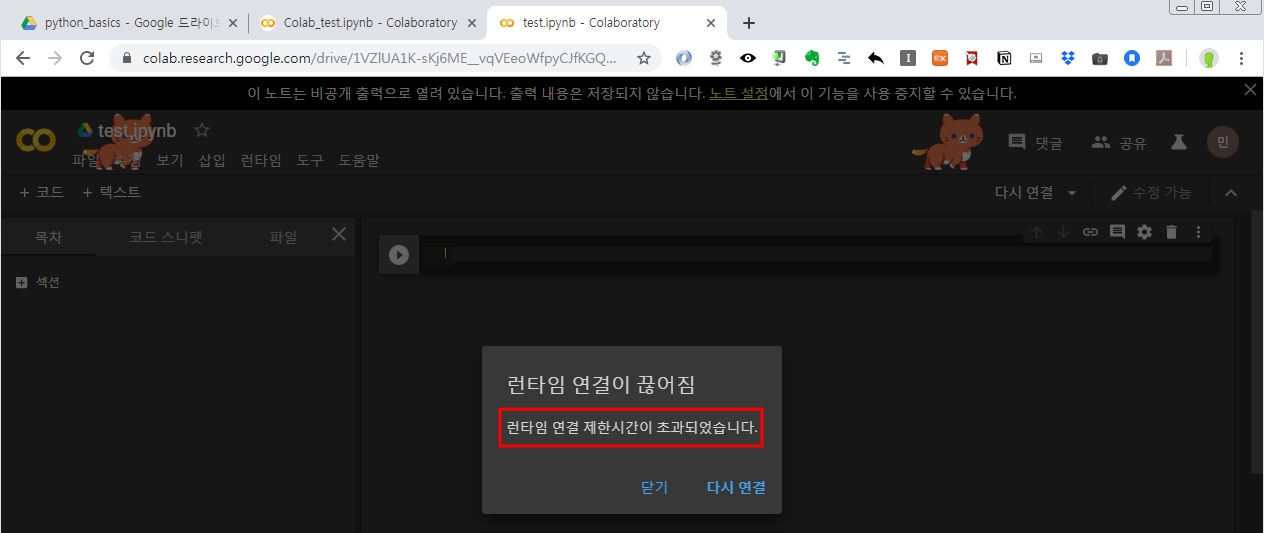 python_basics - Google 드라이브
Colab_test.ipynb - Colaboratory
test.ipynb - Colaboratory
colab.research.google.com/drive/1VZlUA1K-sKj6ME__vqVEeoWfpyCJfKGQ...
이 노트는 비공개 출력으로 열려 있습니다. 출력 내용은 저장되지 않습니다. 노트 설정에서 이 기능을 사용 중지할 수 있습니다.
test.ipynb
댓글
공유
민
파일 수정 보기 삽입 런타임 도구 도움말
+ 코드 + 텍스트
다시 연결
수정 가능
목차
코드 스니펫
파일
섹션
1
런타임 연결이 끊어짐
런타임 연결 제한시간이 초과되었습니다.
닫기
다시 연결